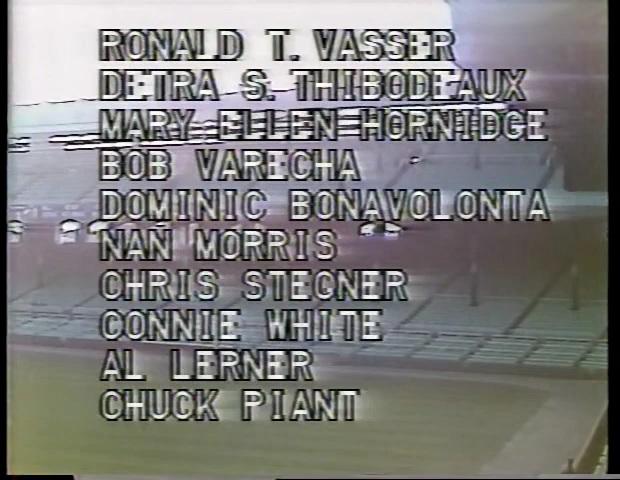 RONALD T. VASSER
DETRA S. THIBODEAUX
MARY ELLEN HORNIDGE
BOB VARECHA
DOMINIC BONAVOLONTA
NAN MORRIS
CHRIS STEGNER
CONNIE WHITE
AL LERNER
CHUCK PIANT